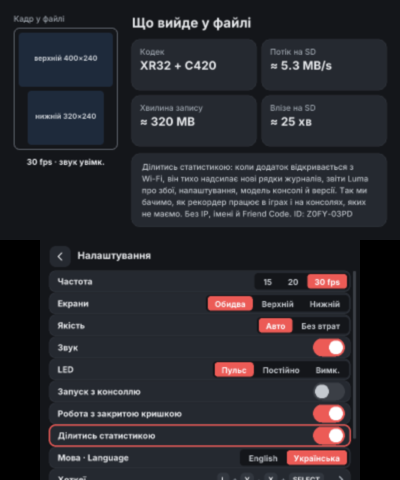 Кадр у файлі
верхній 400×240
нижній 320×240
30 fps · звук увімк.
Що вийде у файлі
Кодек
XR32 + C420
Потік на SD
≈ 5.3 MB/s
Хвилина запису
≈ 320 MB
Влізе на SD
≈ 25 хв
Ділитись статистикою: коли додаток відкривається з
Wi-Fi, він тихо надсилає нові рядки журналів, звіти Luma
про збої, налаштування, модель консолі й версії. Так ми
бачимо, як рекордер працює в іграх і на консолях, яких
не маємо. Без IP, імені й Friend Code. ID: Z0FY-03PD
Налаштування
Частота 15 20 30 fps
Екрани Обидва Верхній Нижній
Якість Авто Без втрат
Звук
LED Пульс Постійно Вимк.
Запуск з консоллю
Робота з закритою кришкою
Ділитись статистикою
Мова · Language English Українська
SELECT